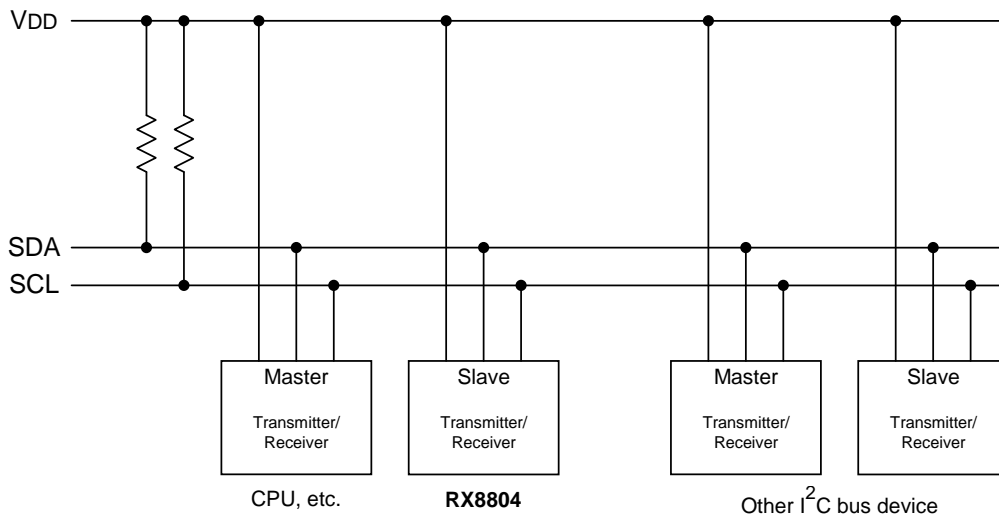 VDD
SDA
SCL
Master
Transmitter/
Receiver
Slave
Transmitter/
Receiver
Master
Transmitter/
Receiver
Slave
Transmitter/
Receiver
CPU, etc.
RX8804
Other I²C bus device